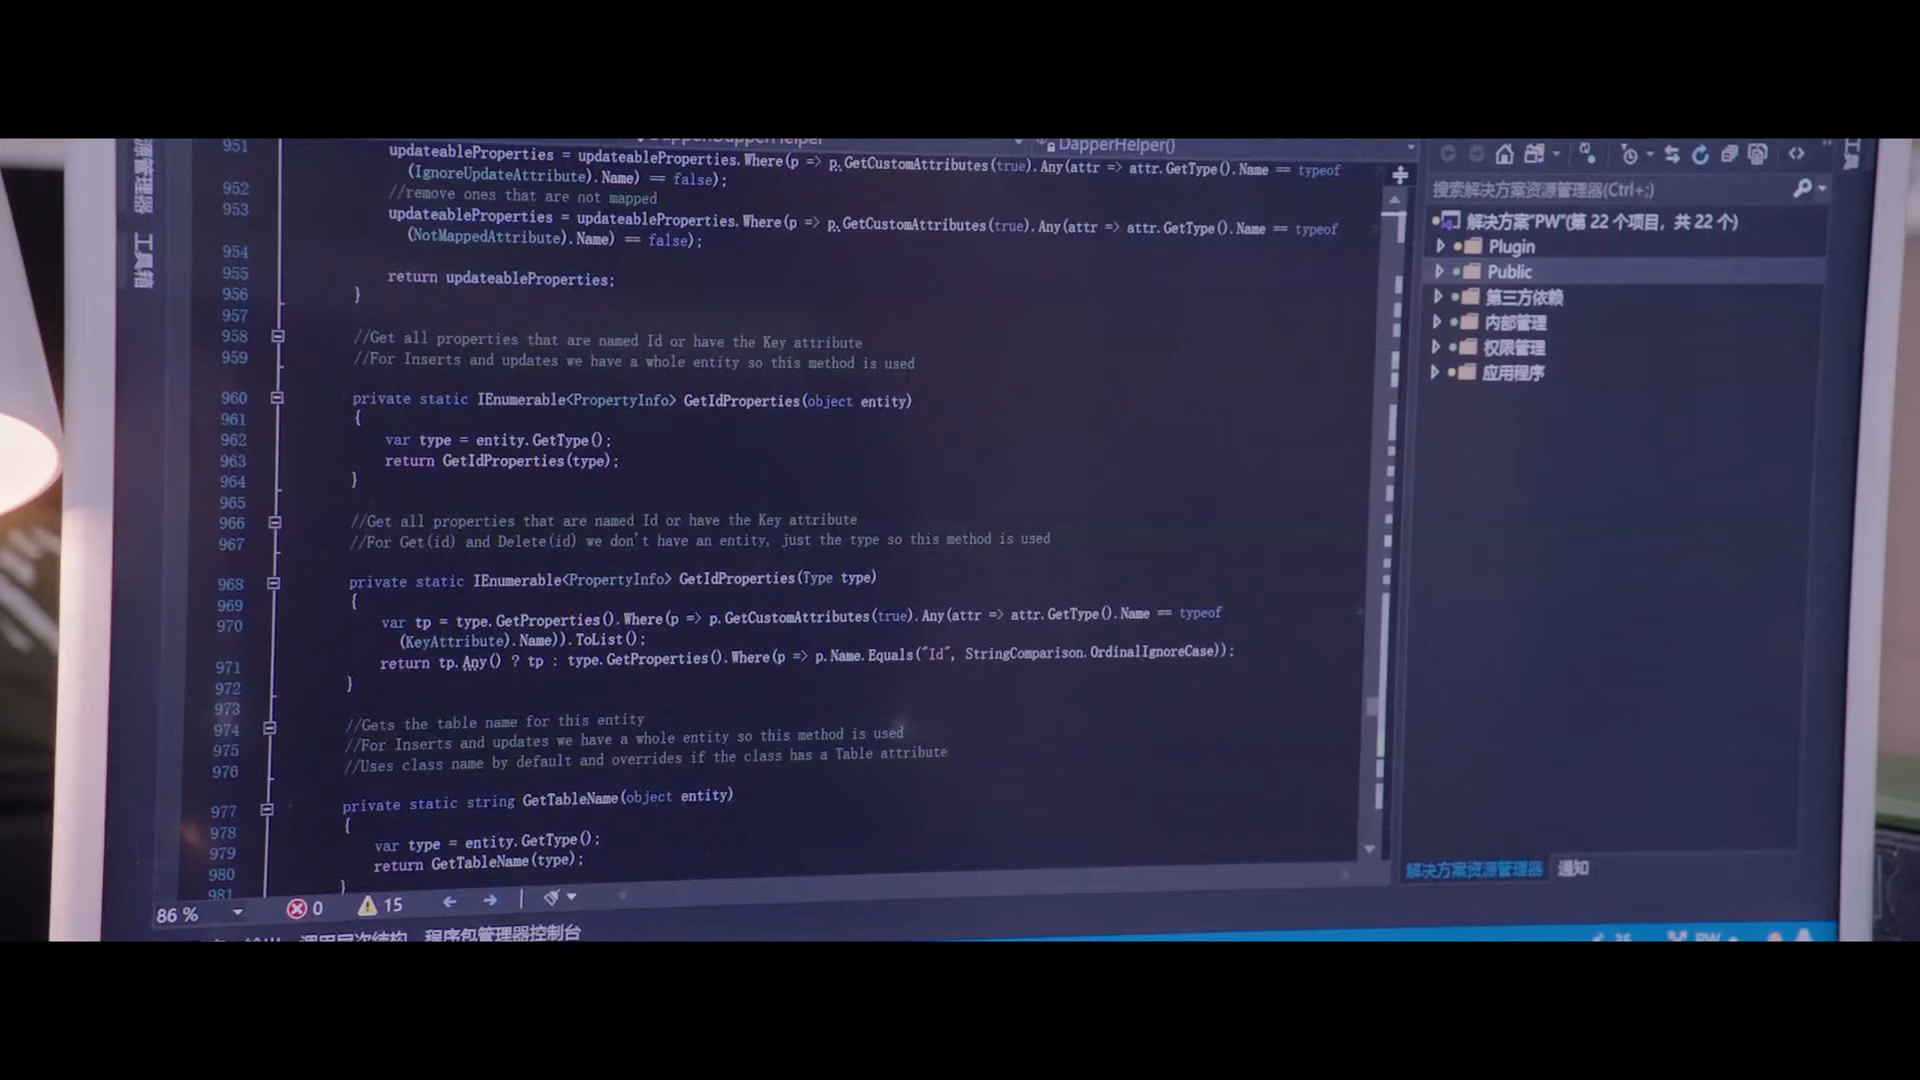 DapperHelper()
951 updateableProperties = updateableProperties.Where(p => p.GetCustomAttributes(true).Any(attr => attr.GetType().Name == typeof
(IgnoreUpdateAttribute).Name) == false);
952 //remove ones that are not mapped
953 updateableProperties = updateableProperties.Where(p => p.GetCustomAttributes(true).Any(attr => attr.GetType().Name == typeof
(NotMappedAttribute).Name) == false);
954
955 return updateableProperties;
956 }
957
958 //Get all properties that are named Id or have the Key attribute
959 //For Inserts and updates we have a whole entity so this method is used
960 private static IEnumerable<PropertyInfo> GetIdProperties(object entity)
961 {
962 var type = entity.GetType();
963 return GetIdProperties(type);
964 }
965
966 //Get all properties that are named Id or have the Key attribute
967 //For Get(id) and Delete(id) we don't have an entity, just the type so this method is used
968 private static IEnumerable<PropertyInfo> GetIdProperties(Type type)
969 {
970 var tp = type.GetProperties().Where(p => p.GetCustomAttributes(true).Any(attr => attr.GetType().Name == typeof
(KeyAttribute).Name)).ToList();
971 return tp.Any() ? tp : type.GetProperties().Where(p => p.Name.Equals("Id", StringComparison.OrdinalIgnoreCase));
972 }
973
974 //Gets the table name for this entity
975 //For Inserts and updates we have a whole entity so this method is used
976 //Uses class name by default and overrides if the class has a Table attribute
977 private static string GetTableName(object entity)
978 {
979 var type = entity.GetType();
980 return GetTableName(type);
981 }
86 % 0 15
程序包管理器控制台
源管理器
工具箱
搜索解决方案资源管理器(Ctrl+;)
解决方案"PW"(第 22 个项目，共 22 个)
Plugin
Public
第三方依赖
内部管理
权限管理
应用程序
解决方案资源管理器 通知